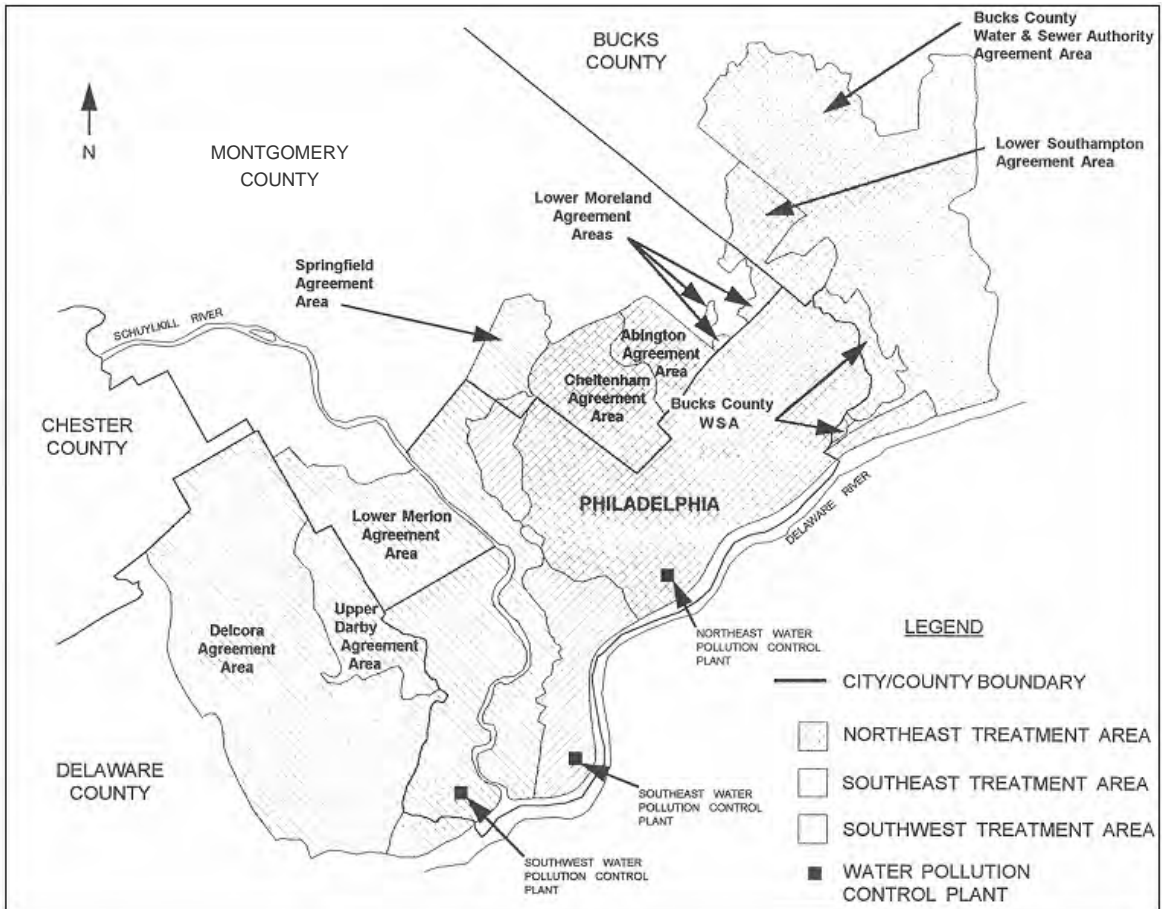 BUCKS
COUNTY
Bucks County
Water & Sewer Authority
Agreement Area
N
MONTGOMERY
COUNTY
Lower Southampton
Agreement Area
Lower Moreland
Agreement
Areas
Springfield
Agreement
Area
SCHUYLKILL RIVER
Abington
Agreement
Area
Cheltenham
Agreement
Area
Bucks County
WSA
CHESTER
COUNTY
PHILADELPHIA
DELAWARE RIVER
Lower Merion
Agreement
Area
Delcora
Agreement
Area
Upper
Darby
Agreement
Area
NORTHEAST WATER
POLLUTION CONTROL
PLANT
DELAWARE
COUNTY
SOUTHEAST WATER
POLLUTION CONTROL
PLANT
SOUTHWEST WATER
POLLUTION CONTROL
PLANT
LEGEND
CITY/COUNTY BOUNDARY
NORTHEAST TREATMENT AREA
SOUTHEAST TREATMENT AREA
SOUTHWEST TREATMENT AREA
WATER POLLUTION
CONTROL PLANT